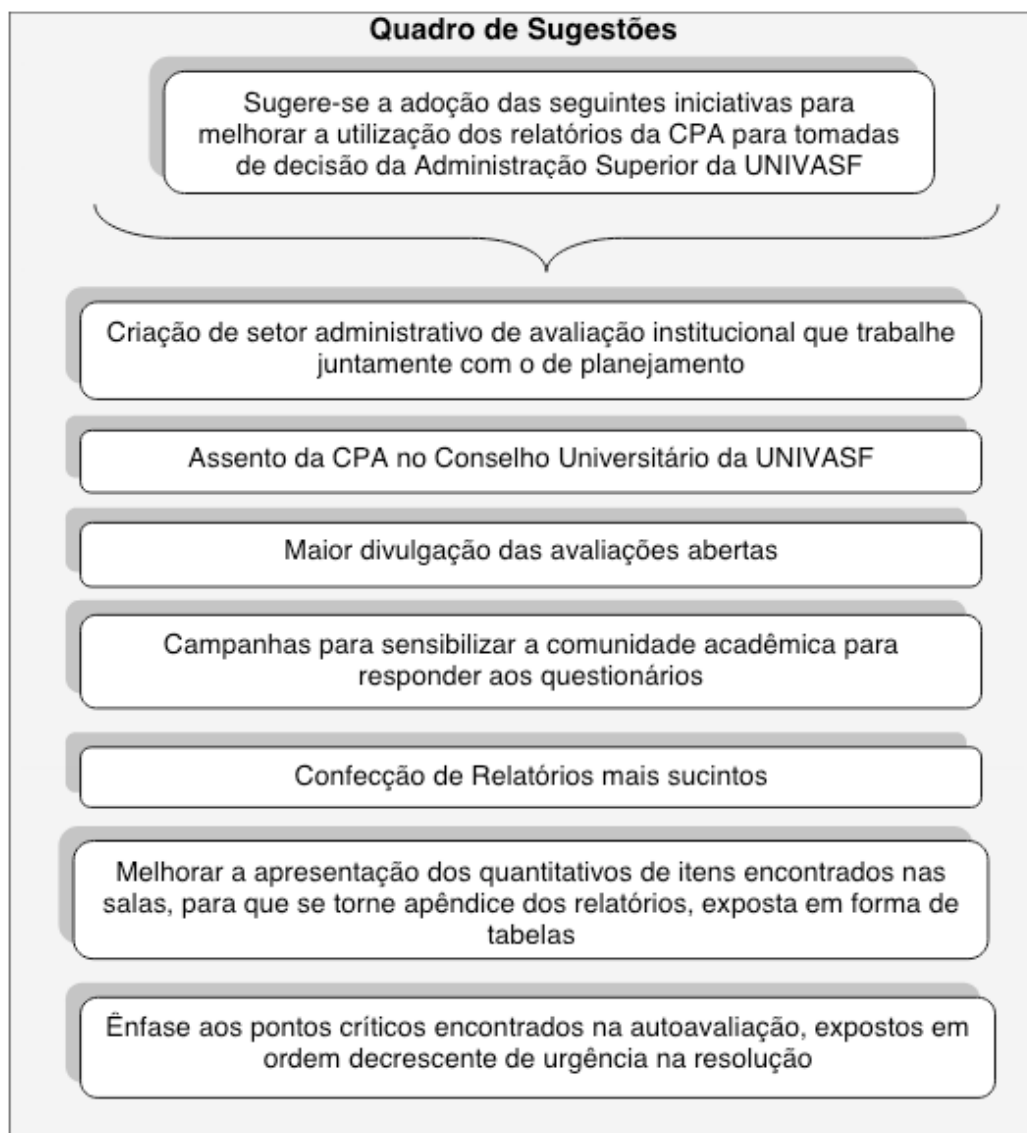 Quadro de Sugestões
Sugere-se a adoção das seguintes iniciativas para
melhorar a utilização dos relatórios da CPA para tomadas
de decisão da Administração Superior da UNIVASF
Criação de setor administrativo de avaliação institucional que trabalhe
juntamente com o de planejamento
Assento da CPA no Conselho Universitário da UNIVASF
Maior divulgação das avaliações abertas
Campanhas para sensibilizar a comunidade acadêmica para
responder aos questionários
Confecção de Relatórios mais sucintos
Melhorar a apresentação dos quantitativos de itens encontrados nas
salas, para que se torne apêndice dos relatórios, exposta em forma de
tabelas
Ênfase aos pontos críticos encontrados na autoavaliação, expostos em
ordem decrescente de urgência na resolução